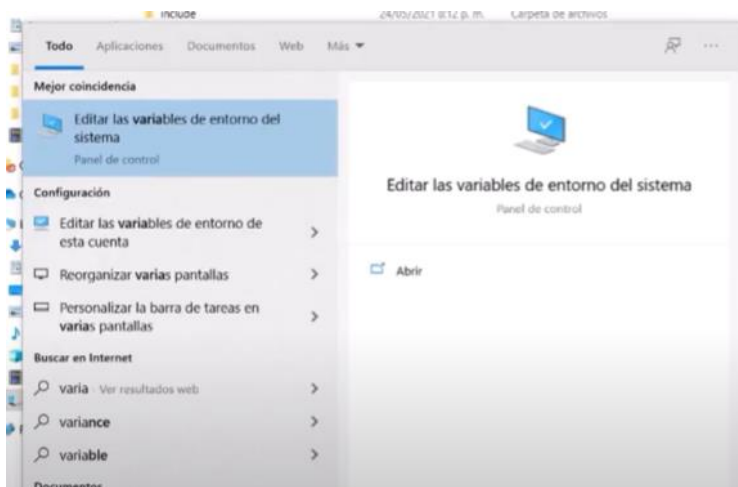 include 24/05/2021 8:12 p. m. Carpeta de archivos
Todo Aplicaciones Documentos Web Más
Mejor coincidencia
Editar las variables de entorno del
sistema
Panel de control
Configuración
Editar las variables de entorno de
esta cuenta
Reorganizar varias pantallas
Personalizar la barra de tareas en
varias pantallas
Buscar en Internet
varia - Ver resultados web
variance
variable
Documentos
Editar las variables de entorno del sistema
Panel de control
Abrir